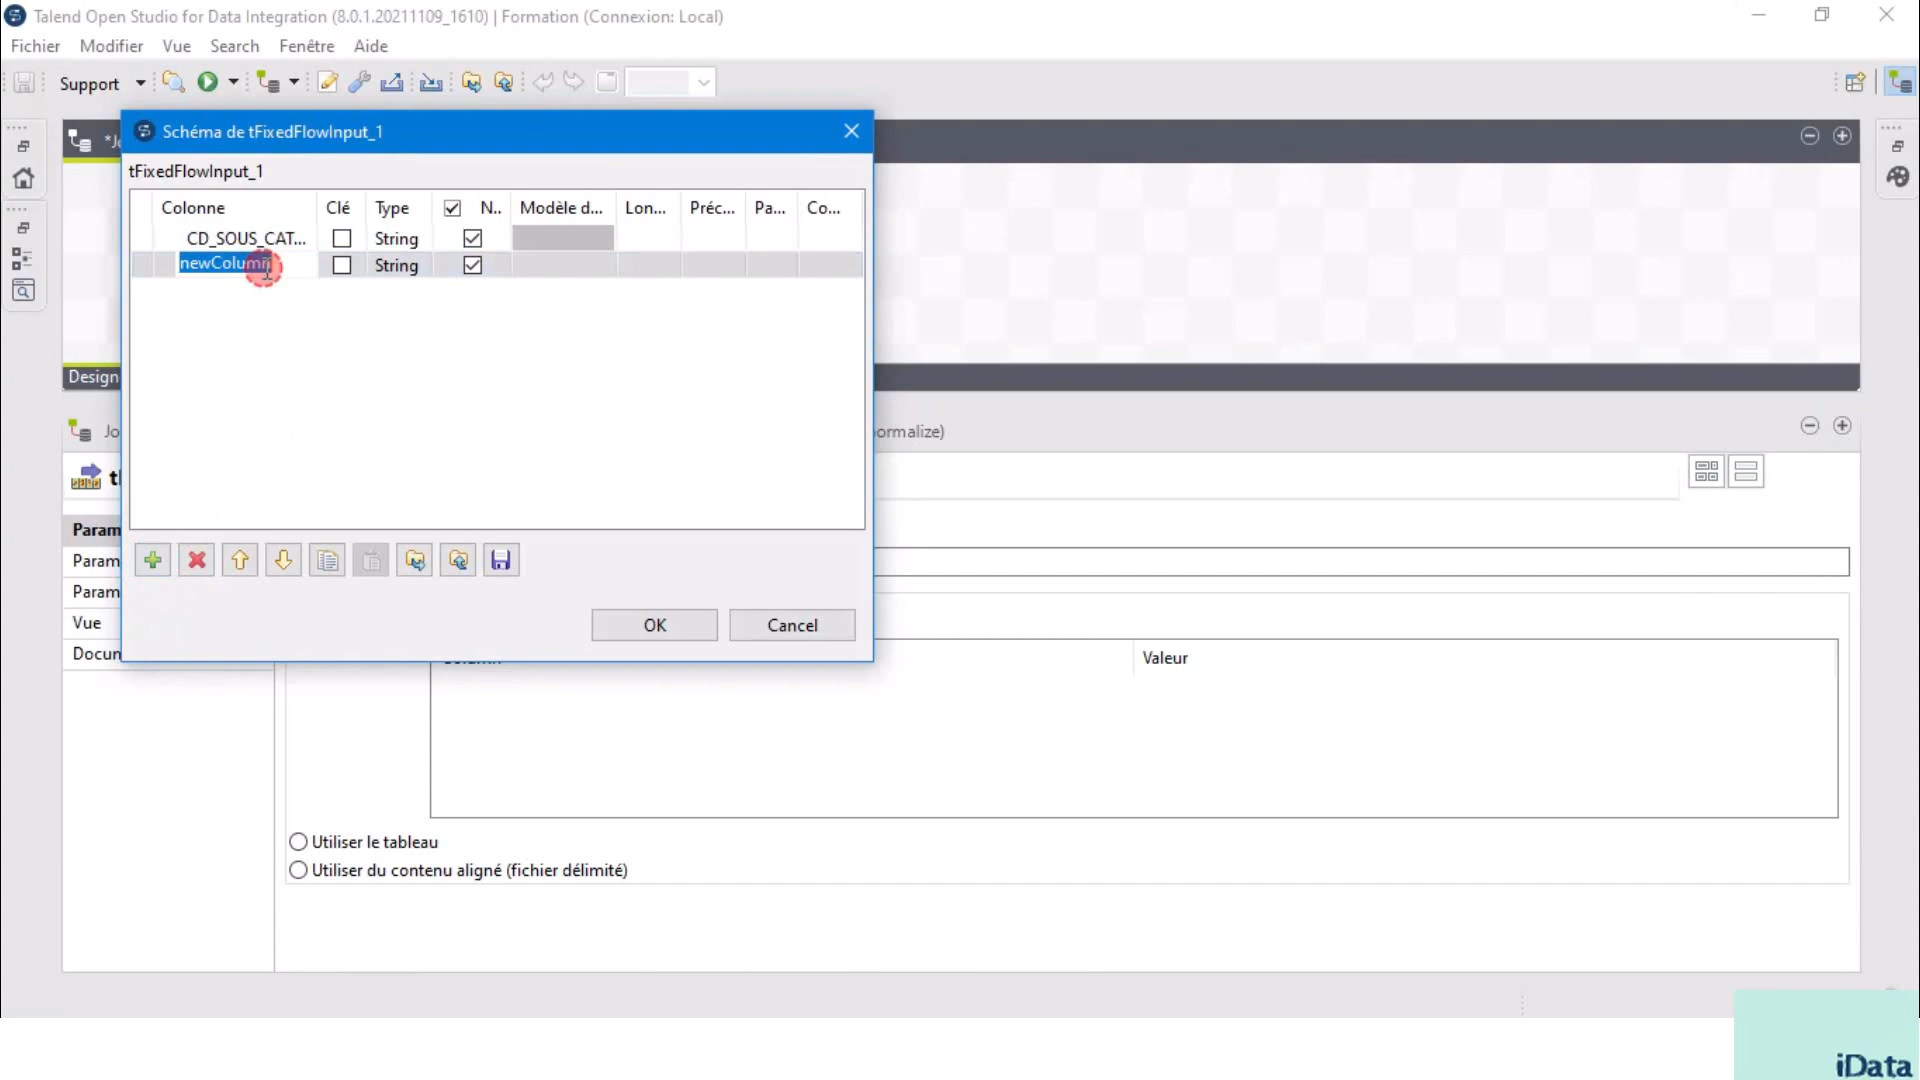 Talend Open Studio for Data Integration (8.0.1.20211109_1610) | Formation (Connexion: Local)
Fichier Modifier Vue Search Fenêtre Aide
Support
Schéma de tFixedFlowInput_1
tFixedFlowInput_1
Colonne Clé Type N.. Modèle d... Lon... Préc... Pa... Co...
CD_SOUS_CAT... String
newColumn String
Design
Jo ormalize)
t
Param
Param
Param
Vue
Docun
OK Cancel
Valeur
Utiliser le tableau
Utiliser du contenu aligné (fichier délimité)
iData